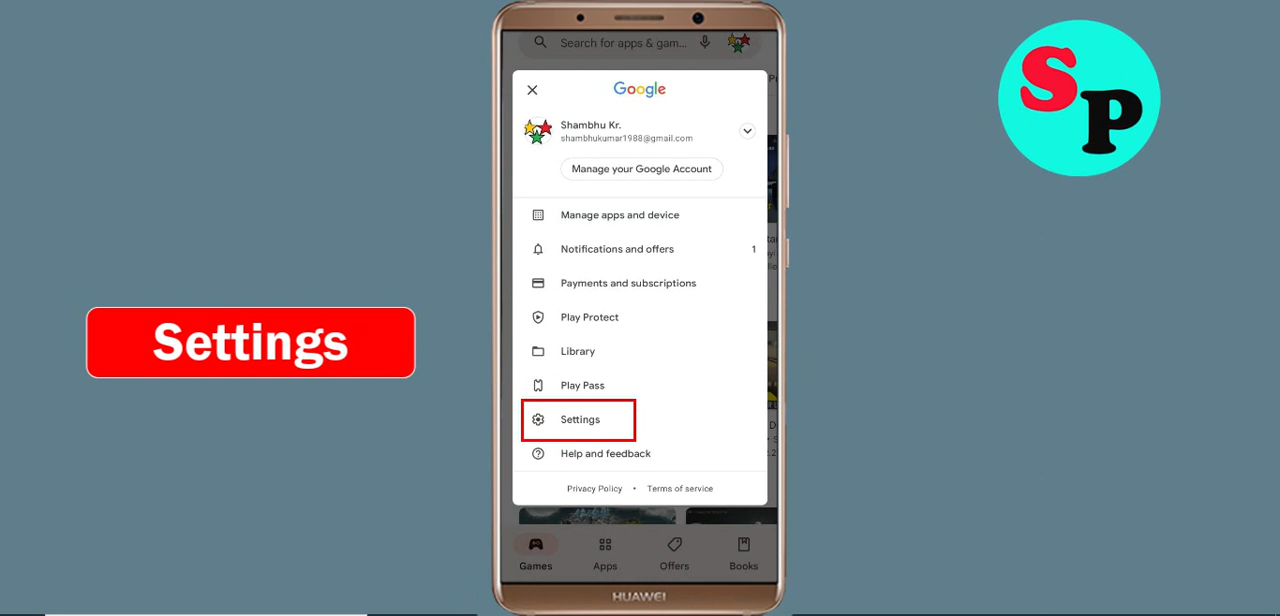 Search for apps & gam...
Google
Shambhu Kr.
shambhukumar1988@gmail.com
Manage your Google Account
Manage apps and device
Notifications and offers 1
Payments and subscriptions
Play Protect
Library
Play Pass
Settings
Help and feedback
Privacy Policy • Terms of service
Games Apps Offers Books
HUAWEI
Settings
SP